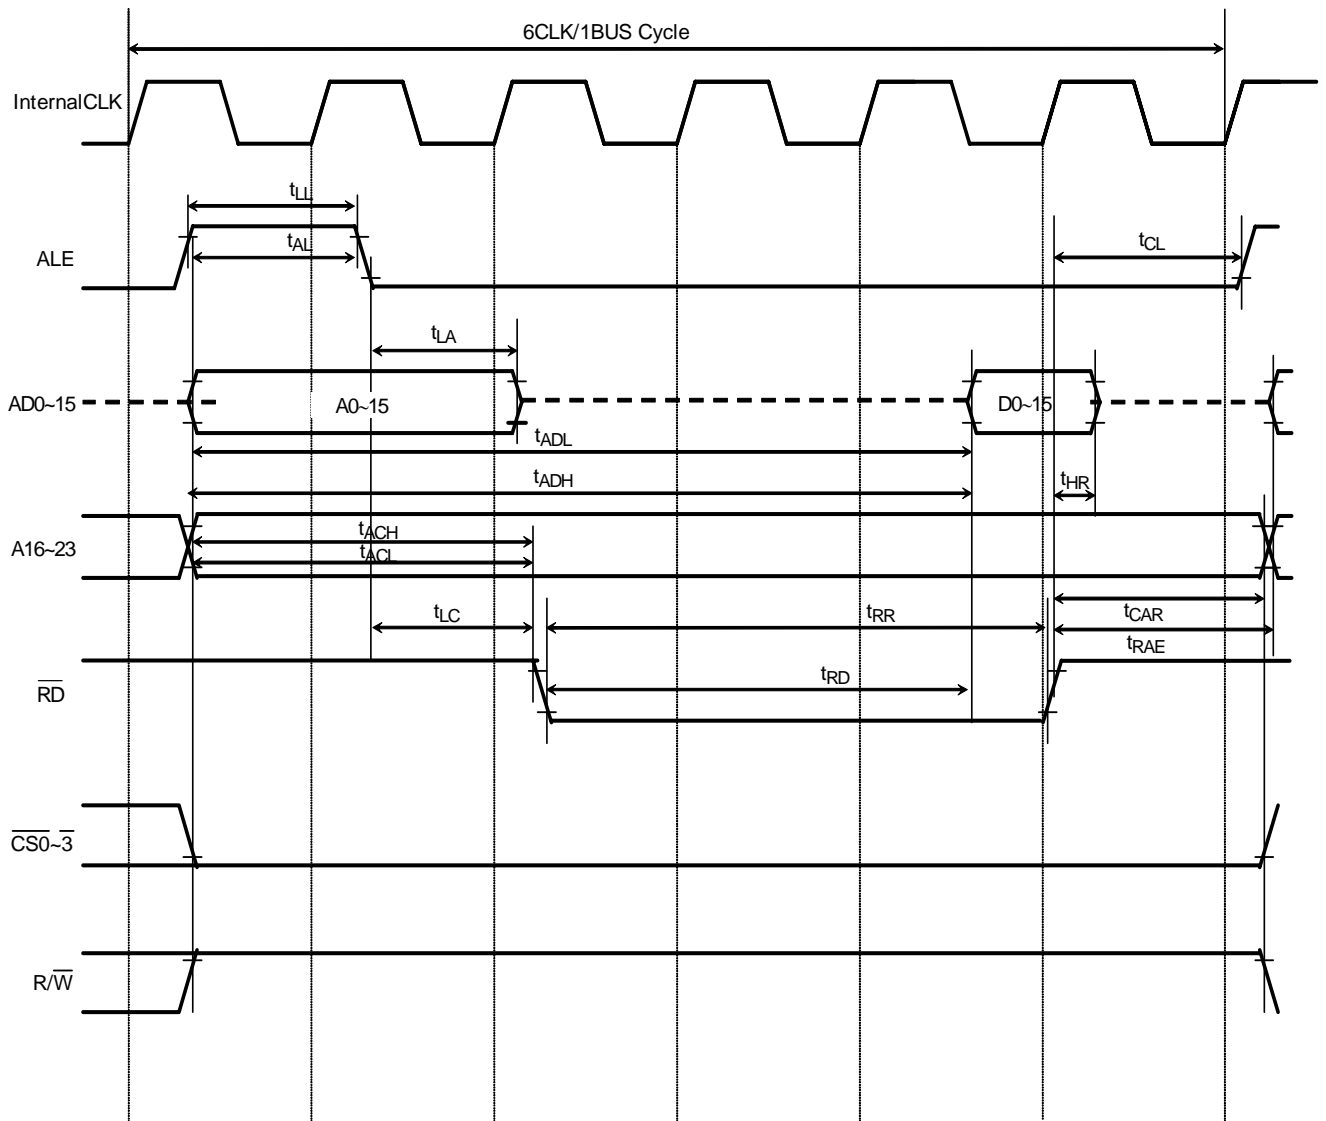 6CLK/1BUS Cycle
InternalCLK
tLL
ALE
tAL
tCL
tLA
AD0~15
A0~15
D0~15
tADL
tADH
tHR
A16~23
tACH
tACL
tLC
tRR
tCAR
tRAE
RD
tRD
CS0~3
R/W